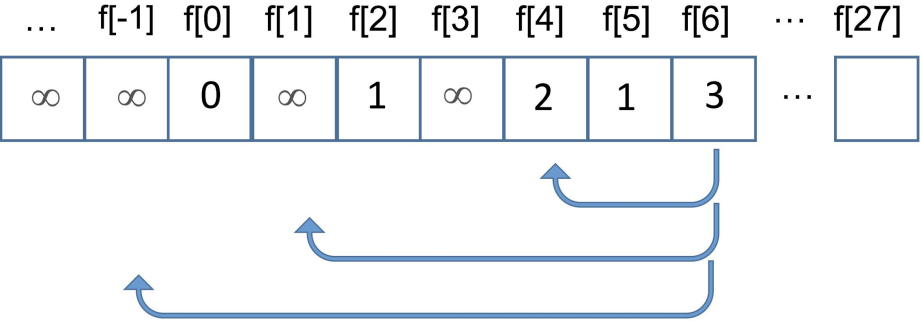 ... f[-1] f[0] f[1] f[2] f[3] f[4] f[5] f[6] ... f[27]
∞ ∞ 0 ∞ 1 ∞ 2 1 3 ...